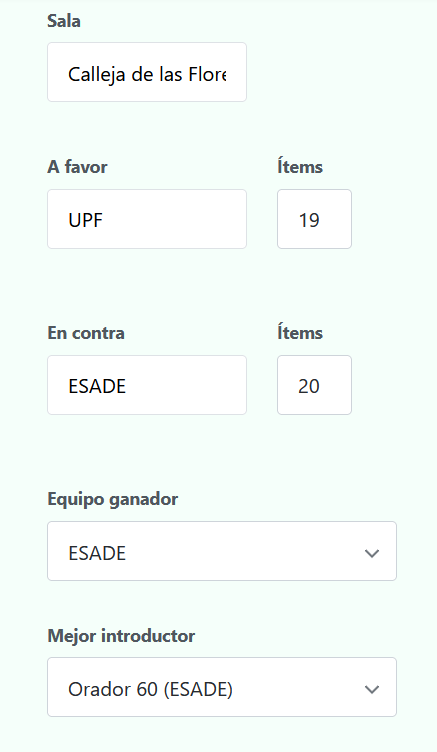 Sala
Calleja de las Flore
A favor
Ítems
UPF
19
En contra
Ítems
ESADE
20
Equipo ganador
ESADE
Mejor introductor
Orador 60 (ESADE)